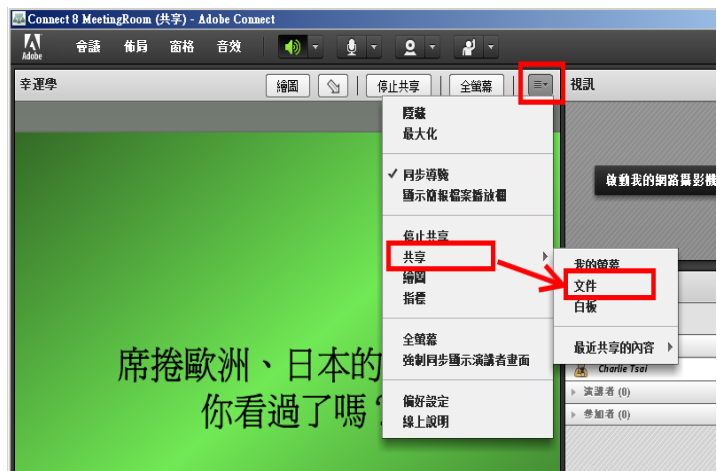 Connect 8 MeetingRoom (共享) - Adobe Connect
Adobe 會議 佈局 窗格 音效
幸運學 繪圖 停止共享 全螢幕 視訊
隱藏
最大化
啟動我的網路攝影機
✓ 同步導覽
顯示簡報檔案播放欄
停止共享
共享
繪圖
指標
我的螢幕
文件
白板
最近共享的內容
全螢幕
強制同步顯示演講者畫面
偏好設定
線上說明
Charlie Tsai
演講者 (0)
參加者 (0)
席捲歐洲、日本的
你看過了嗎？